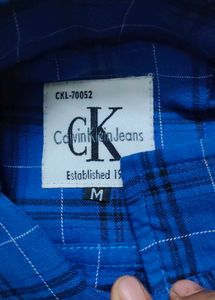 CKL-70052
CK
Calvin Klein Jeans
Established 19
M